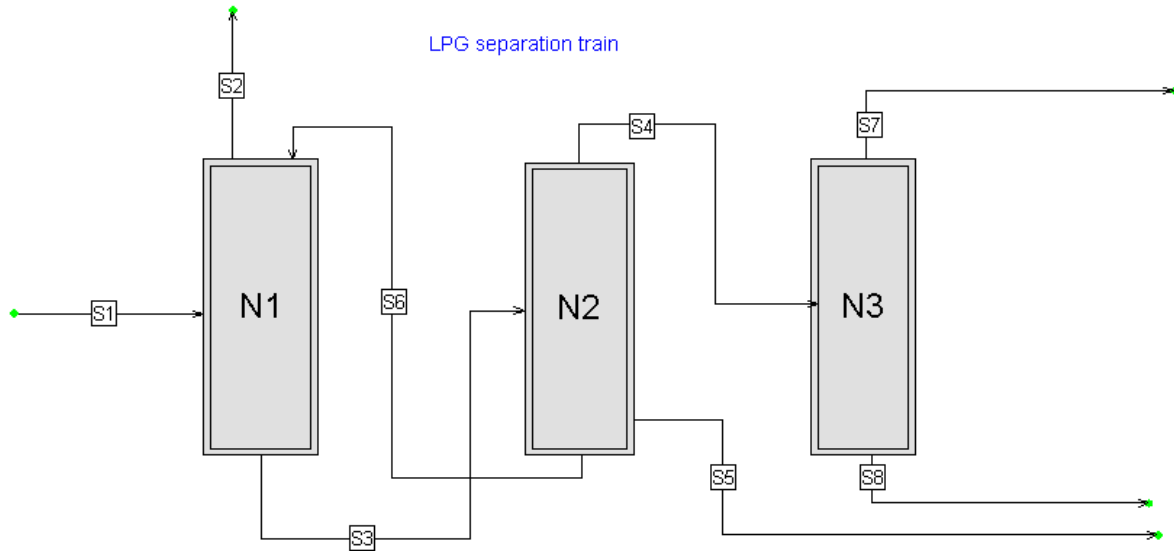 LPG separation train
S2
S4
S7
S1
N1
S6
N2
N3
S3
S5
S8